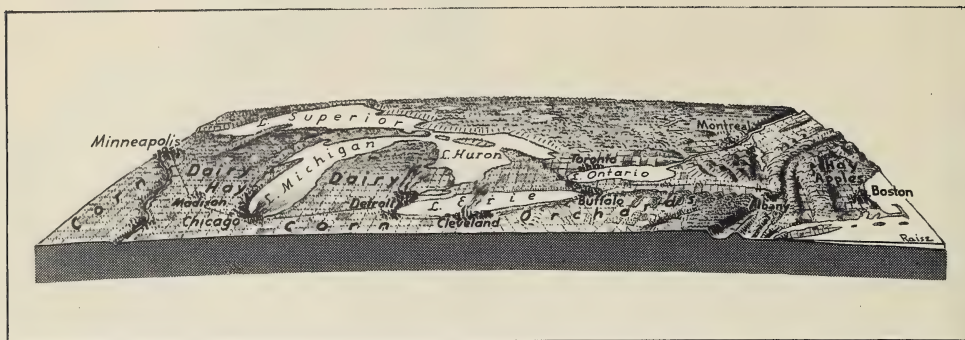 L. Superior
Montreal
Minneapolis
L. Huron
Toronto
L. Michigan
Hay
Apples
Dairy
Hay
Dairy
L. Ontario
Corn
Madison
Boston
Detroit
L. Erie
Buffalo
Albany
Chicago
Corn
Cleveland
Orchards
Raisz